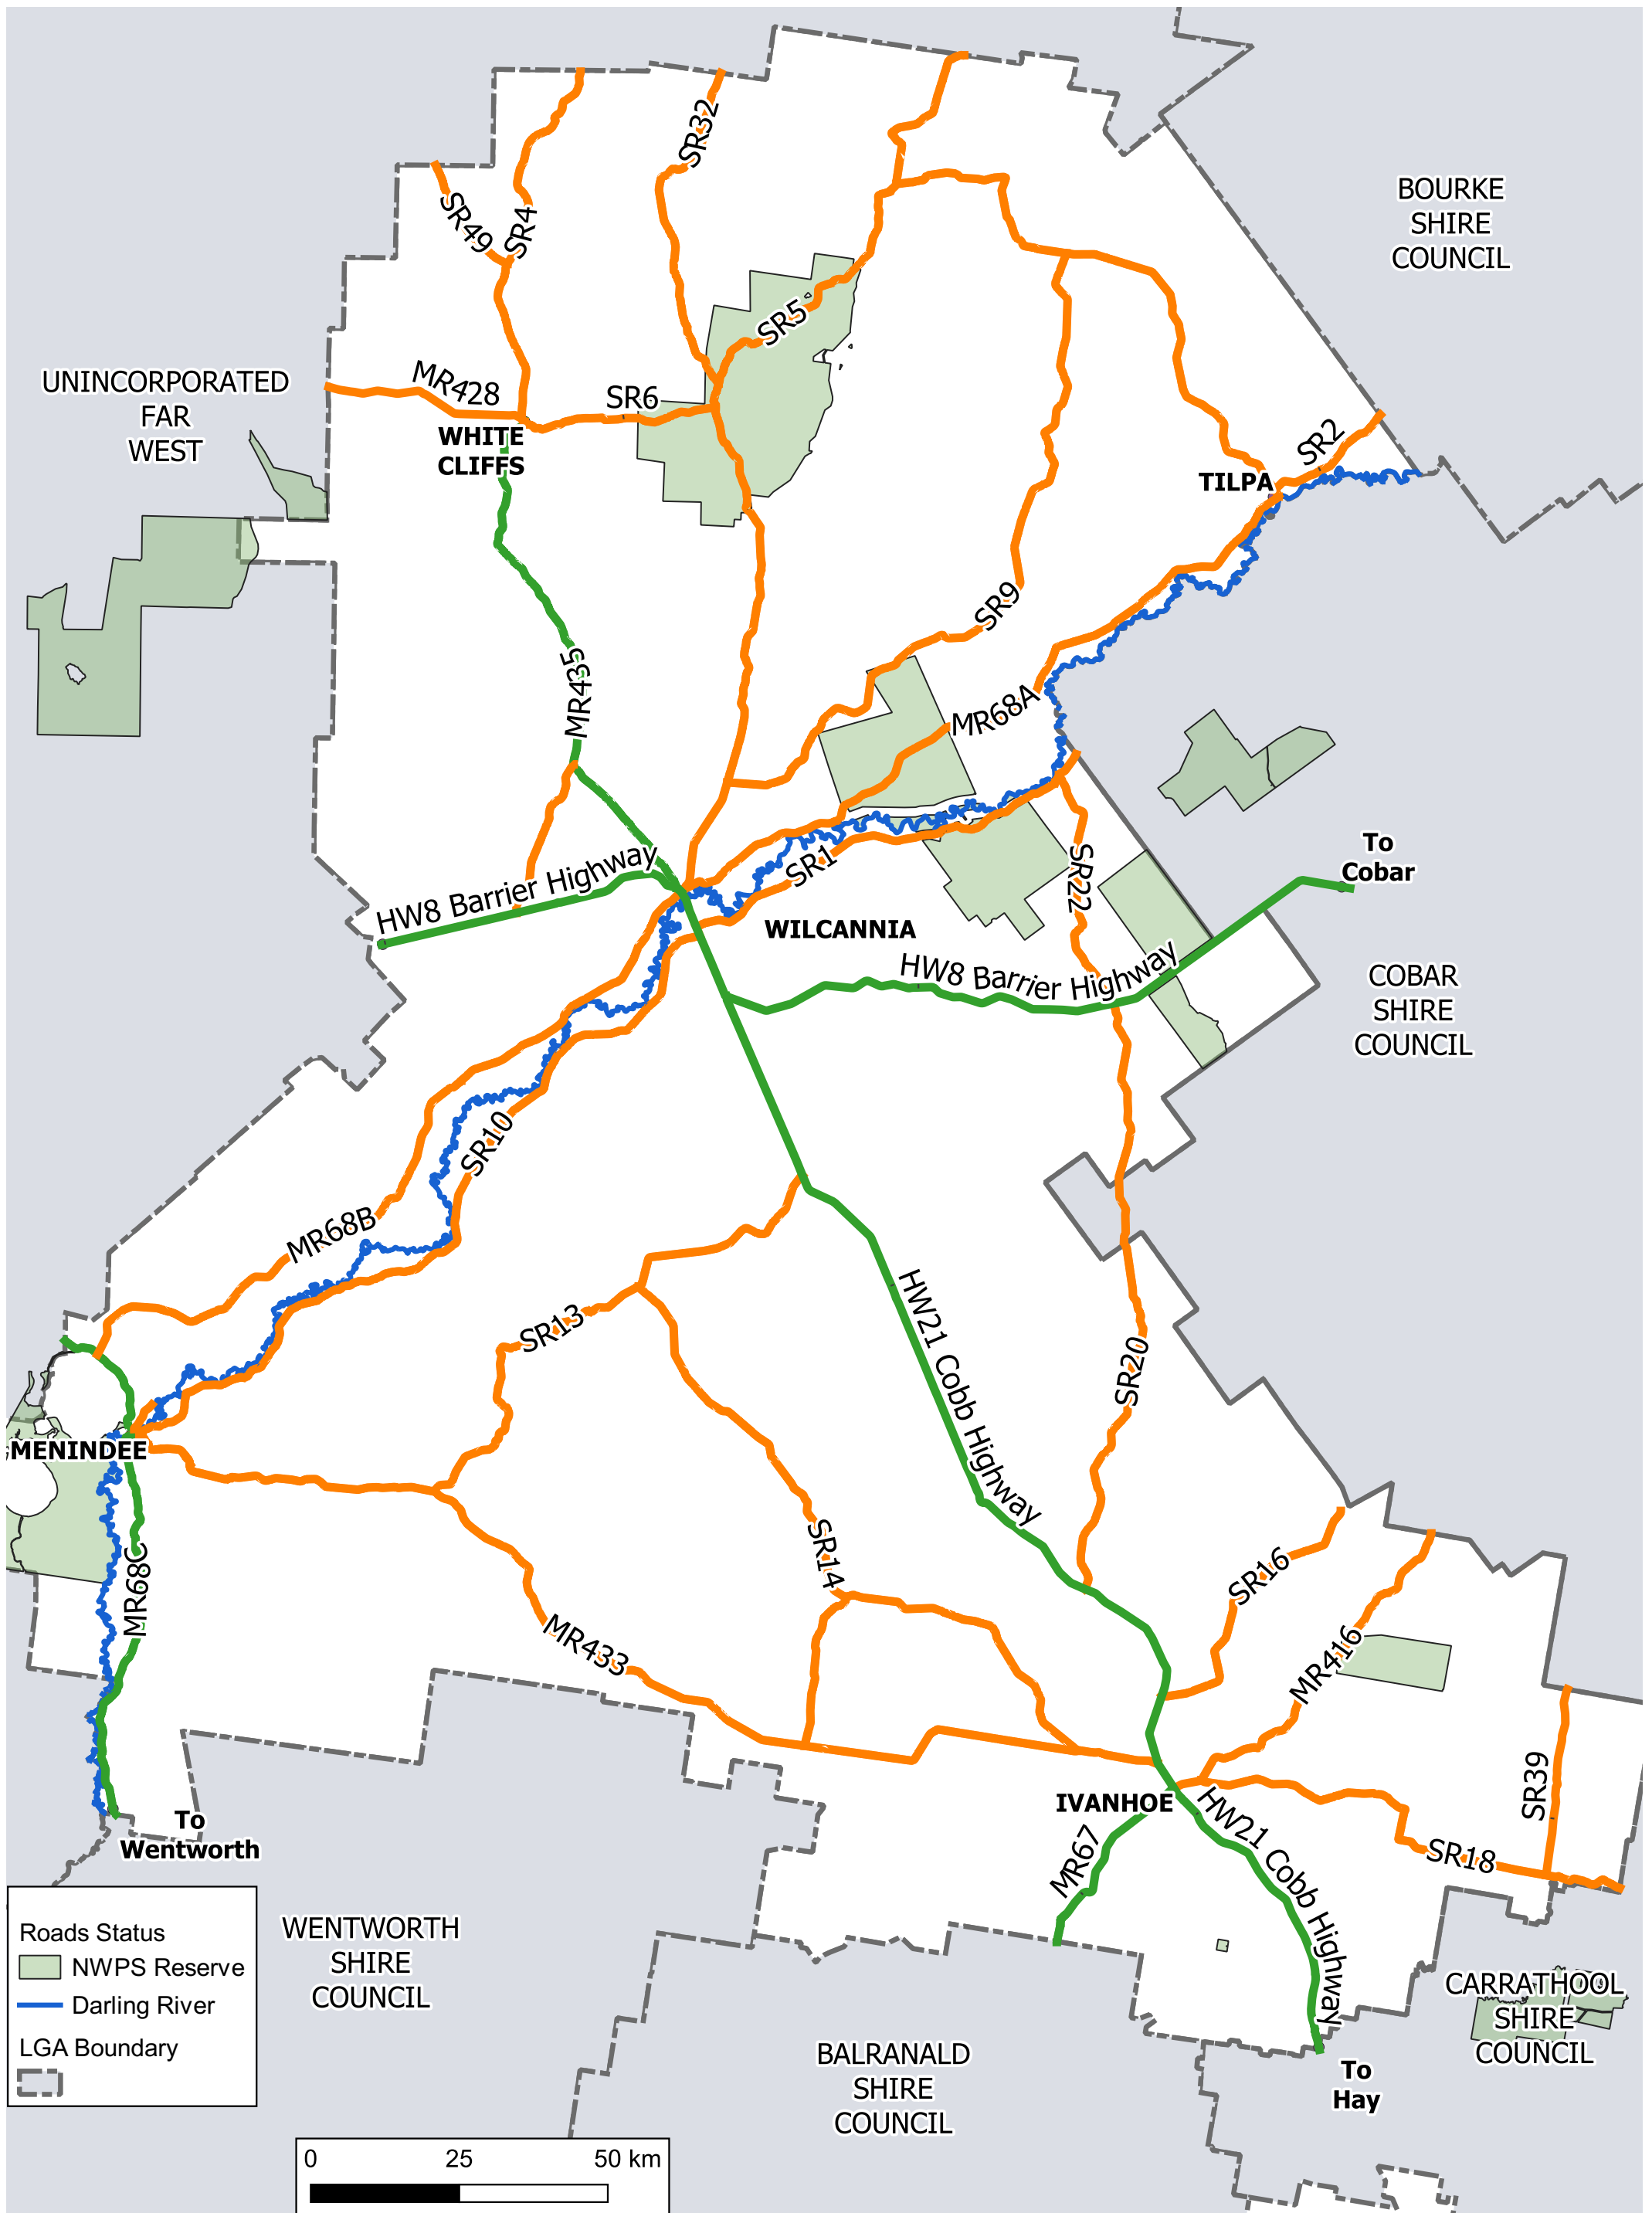 SR32
SR49
SR4
BOURKE
SHIRE
COUNCIL
SR5
UNINCORPORATED
FAR
WEST
MR428
SR6
WHITE
CLIFFS
SR2
TILPA
SR9
MR435
MR68A
HW8 Barrier Highway
SR1
SR22
To
Cobar
WILCANNIA
HW8 Barrier Highway
COBAR
SHIRE
COUNCIL
SR10
MR68B
SR13
HW21 Cobb Highway
SR20
MENINDEE
SR14
SR16
MR68C
MR433
MR416
SR39
IVANHOE
HW21 Cobb Highway
MR67
SR18
To
Wentworth
WENTWORTH
SHIRE
COUNCIL
CARRATHOOL
SHIRE
COUNCIL
BALRANALD
SHIRE
COUNCIL
To
Hay
Roads Status
NWPS Reserve
Darling River
LGA Boundary
0 25 50 km